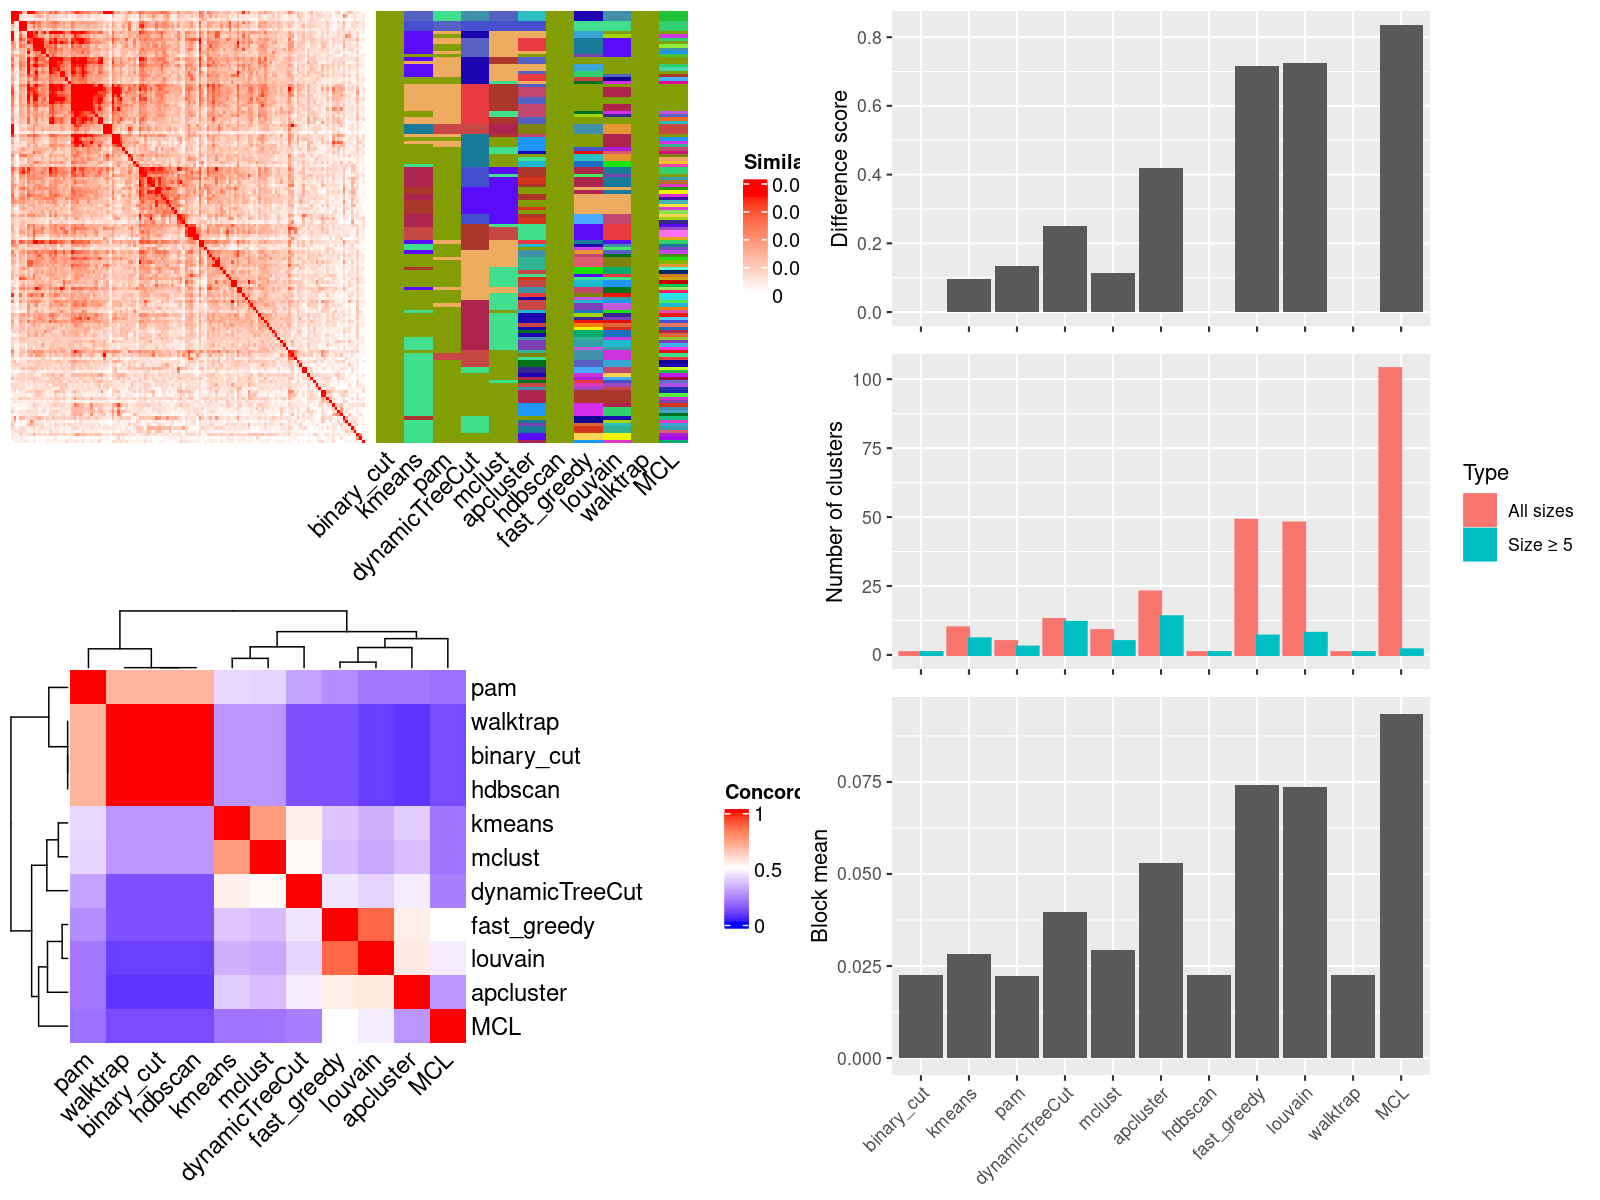 Simila
0.0
0.0
0.0
0.0
0
binary_cut
kmeans
pam
dynamicTreeCut
mclust
apcluster
hdbscan
fast_greedy
louvain
walktrap
MCL
pam
walktrap
binary_cut
hdbscan
kmeans
mclust
dynamicTreeCut
fast_greedy
louvain
apcluster
MCL
pam
walktrap
binary_cut
hdbscan
kmeans
mclust
dynamicTreeCut
fast_greedy
louvain
apcluster
MCL
Concord
1
0.5
0
Difference score
0.8
0.6
0.4
0.2
0.0
Number of clusters
100
75
50
25
0
Type
All sizes
Size ≥ 5
Block mean
0.075
0.050
0.025
0.000
binary_cut
kmeans
pam
dynamicTreeCut
mclust
apcluster
hdbscan
fast_greedy
louvain
walktrap
MCL